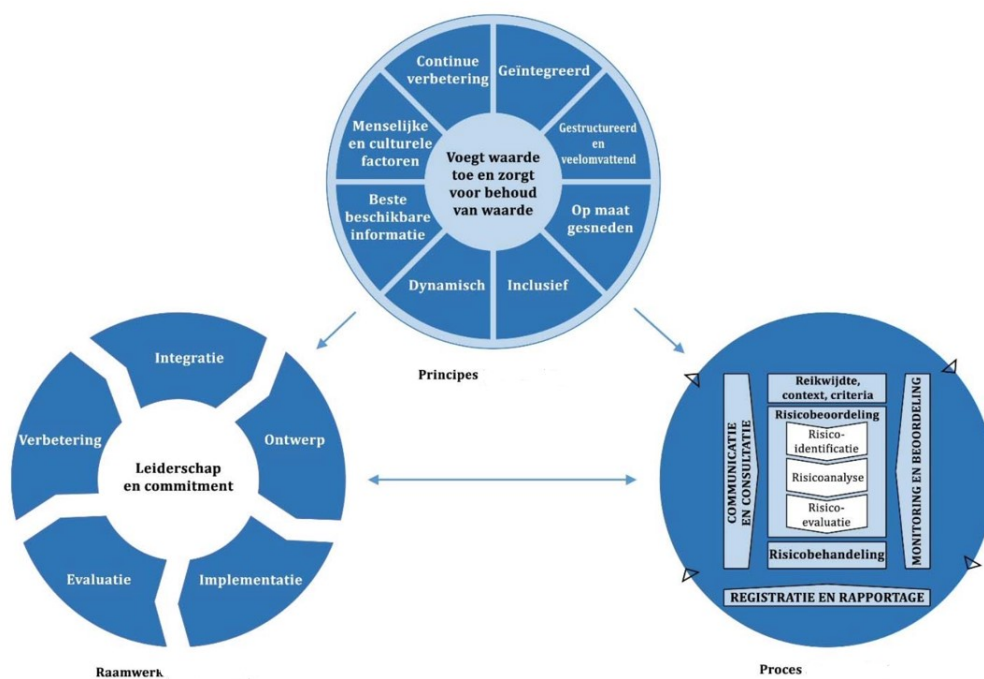 Continue
verbetering
Geïntegreerd
Menselijke
en culturele
factoren
Gestructureerd
en
veelomvattend
Voegt waarde
toe en zorgt
voor behoud
van waarde
Beste
beschikbare
informatie
Op maat
gesneden
Dynamisch
Inclusief
Principes
Integratie
Verbetering
Ontwerp
Leiderschap
en commitment
Evaluatie
Implementatie
Raamwerk
Reikwijdte,
context, criteria
Risicobeoordeling
Risico-
identificatie
Risicoanalyse
Risico-
evaluatie
Risicobehandeling
COMMUNICATIE
EN CONSULTATIE
MONITORING EN BEOORDELING
REGISTRATIE EN RAPPORTAGE
Proces